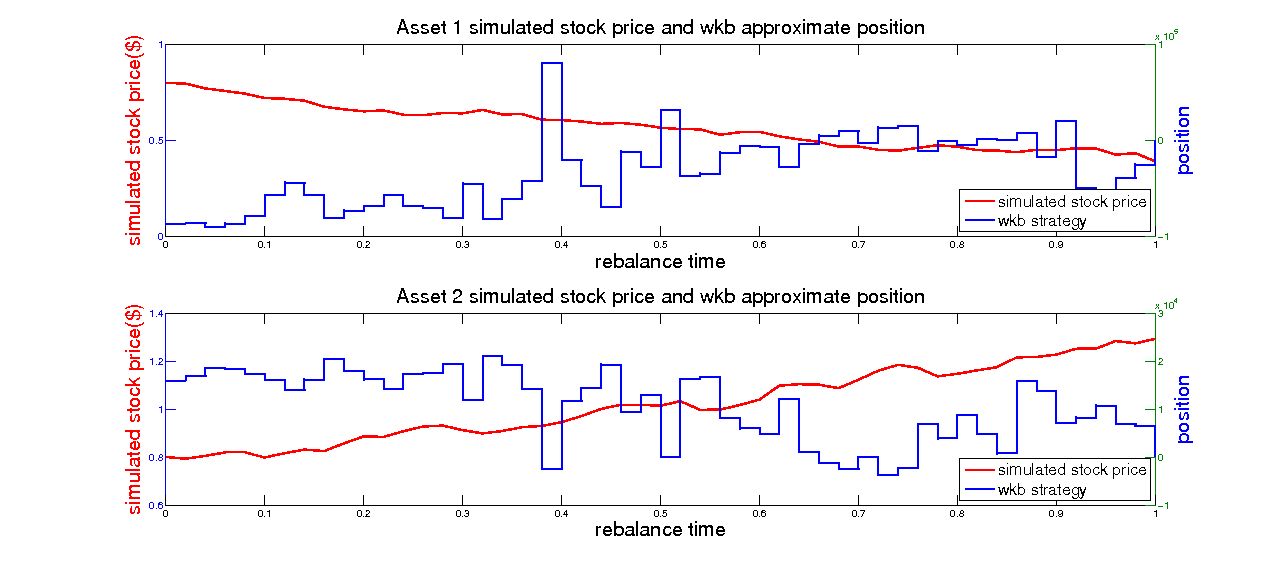 Asset 1 simulated stock price and wkb approximate position
x 10^5
simulated stock price($)
1
0.5
0
1
0
-1
position
0 0.1 0.2 0.3 0.4 0.5 0.6 0.7 0.8 0.9 1
rebalance time
simulated stock price
wkb strategy
Asset 2 simulated stock price and wkb approximate position
x 10^4
simulated stock price($)
1.4
1.2
1
0.8
0.6
3
2
1
0
-1
position
0 0.1 0.2 0.3 0.4 0.5 0.6 0.7 0.8 0.9 1
rebalance time
simulated stock price
wkb strategy